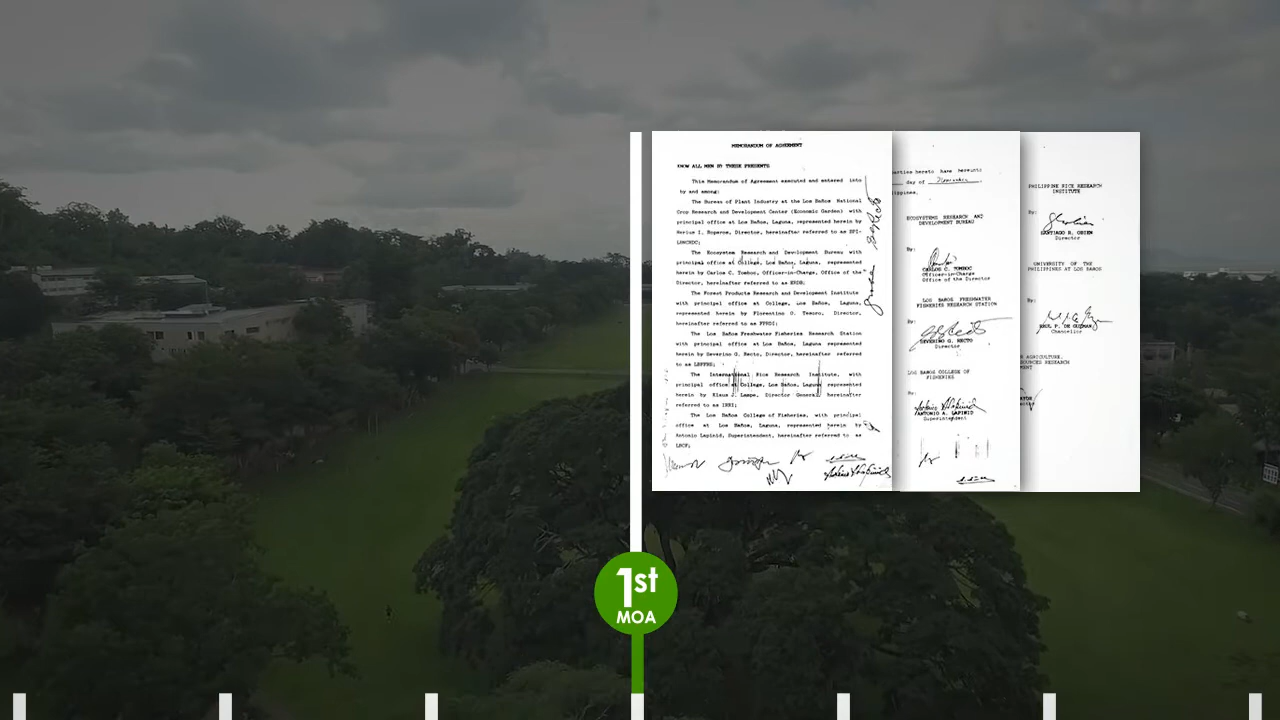 MEMORANDUM OF AGREEMENT
KNOW ALL MEN BY THESE PRESENTS
This Memorandum of Agreement executed and entered into
by and among:
The Bureau of Plant Industry at the Los Baños National
Crop Research and Development Center (Economic Garden) with
principal office at Los Baños, Laguna, represented herein by
Director, hereinafter referred to as BPI-
LBNCRDC;
The Ecosystem Research and Development Bureau with
principal office at College, Los Baños, Laguna, represented
herein by Carlos C. Tomboc, Officer-in-Charge, Office of the
Director, hereinafter referred to as ERDB;
The Forest Products Research and Development Institute
with principal office at College, Los Baños, Laguna,
represented herein by Florentino O. Tesoro, Director,
hereinafter referred to as FPRDI;
The Los Baños Freshwater Fisheries Research Station
with principal office at Los Baños, Laguna represented
herein by Severino G. Recto, Director, hereinafter referred
to as LBFFRS;
The International Rice Research Institute, with
principal office at College, Los Baños, Laguna represented
herein by Klaus J. Lampe, Director General hereinafter
referred to as IRRI;
The Los Baños College of Fisheries, with principal
office at Los Baños, Laguna, represented herein by
Antonio Lapinid, Superintendent, hereinafter referred to as
LBCF;
arties hereto have hereunto
day of
ippines.
ECOSYSTEMS RESEARCH AND
DEVELOPMENT BUREAU
By:
CARLOS C. TOMBOC
Officer-in-Charge
Office of the Director
LOS BAÑOS FRESHWATER
FISHERIES RESEARCH STATION
By:
SEVERINO G. RECTO
Director
LOS BAÑOS COLLEGE OF
FISHERIES
By:
ANTONIO A. LAPINID
Superintendent
PHILIPPINE RICE RESEARCH
INSTITUTE
By:
SANTIAGO R. OBIEN
Director
UNIVERSITY OF THE
PHILIPPINES AT LOS BAÑOS
By:
RAUL P. DE GUZMAN
Chancellor
AGRICULTURE,
SOURCES RESEARCH
MENT
1st
MOA